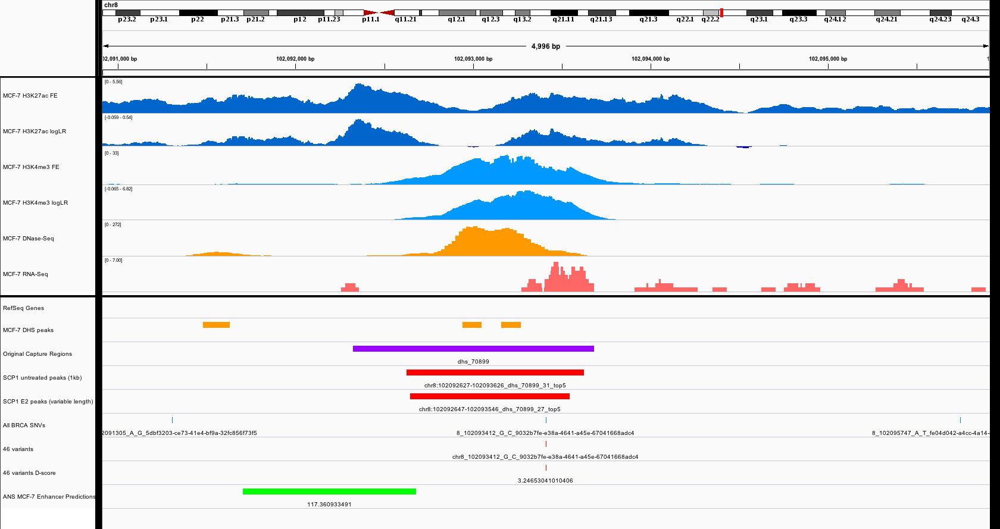 chr8
p23.2 p23.1 p22 p21.3 p21.2 p12 p11.23 p11.1 q11.21 q12.1 q12.3 q13.2 q21.11 q21.13 q21.3 q22.1 q22.2 q23.1 q23.3 q24.12 q24.21 q24.23 q24.3
4,996 bp
02,091,000 bp 102,092,000 bp 102,093,000 bp 102,094,000 bp 102,095,000 bp 1
[0 - 5.56]
MCF-7 H3K27ac FE
[-0.059 - 0.54]
MCF-7 H3K27ac logLR
[0 - 33]
MCF-7 H3K4me3 FE
[-0.065 - 6.82]
MCF-7 H3K4me3 logLR
[0 - 272]
MCF-7 DNase-Seq
[0 - 7.00]
MCF-7 RNA-Seq
RefSeq Genes
MCF-7 DHS peaks
Original Capture Regions
dhs_70899
SCP1 untreated peaks (1kb)
chr8:102092627-102093626_dhs_70899_31_top5
SCP1 E2 peaks (variable length)
chr8:102092647-102093546_dhs_70899_27_top5
All BRCA SNVs
2091305_A_G_5dbf3203-ce73-41e4-bf9a-32fc856f73f5 8_102093412_G_C_9032b7fe-e38a-4641-a45e-67041668adc4 8_102095747_A_T_fe04d042-a4cc-4a14-
46 variants
chr8_102093412_G_C_9032b7fe-e38a-4641-a45e-67041668adc4
46 variants D-score
3.24653041010406
ANS MCF-7 Enhancer Predictions
117.360933491